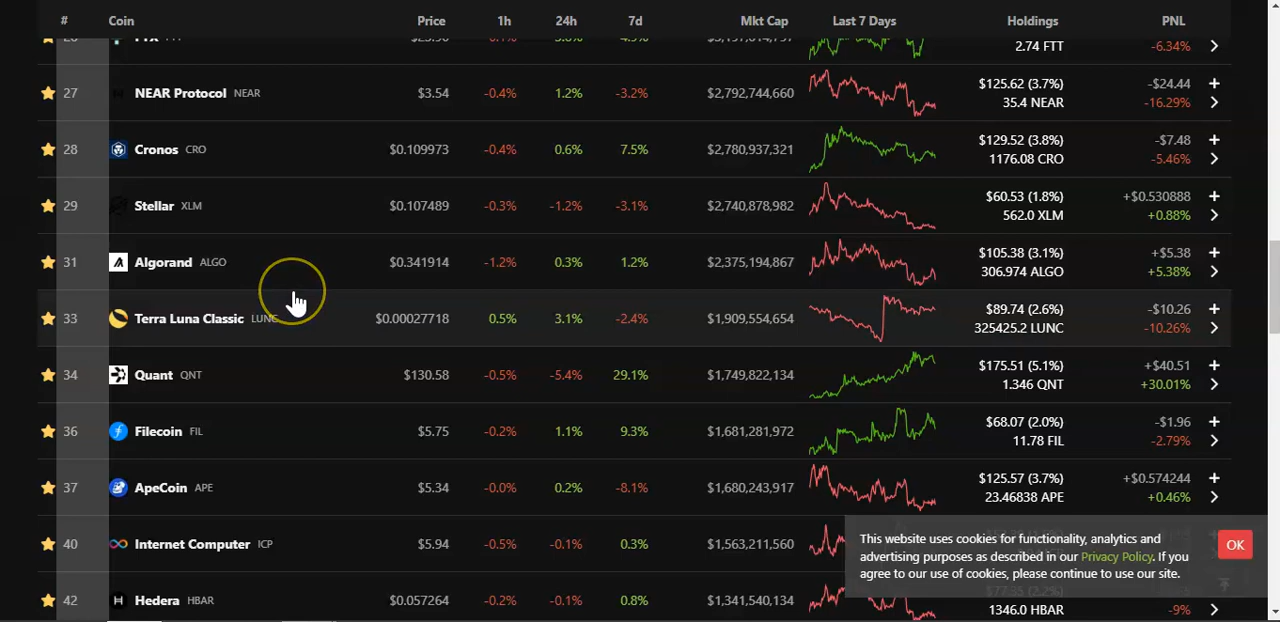 # Coin Price 1h 24h 7d Mkt Cap Last 7 Days Holdings PNL
2.74 FTT -6.34%
27 NEAR Protocol NEAR $3.54 -0.4% 1.2% -3.2% $2,792,744,660 $125.62 (3.7%) -$24.44 +
35.4 NEAR -16.29%
28 Cronos CRO $0.109973 -0.4% 0.6% 7.5% $2,780,937,321 $129.52 (3.8%) -$7.48 +
1176.08 CRO -5.46%
29 Stellar XLM $0.107489 -0.3% -1.2% -3.1% $2,740,878,982 $60.53 (1.8%) +$0.530888 +
562.0 XLM +0.88%
31 Algorand ALGO $0.341914 -1.2% 0.3% 1.2% $2,375,194,867 $105.38 (3.1%) +$5.38 +
306.974 ALGO +5.38%
33 Terra Luna Classic LUNC $0.00027718 0.5% 3.1% -2.4% $1,909,554,654 $89.74 (2.6%) -$10.26 +
325425.2 LUNC -10.26%
34 Quant QNT $130.58 -0.5% -5.4% 29.1% $1,749,822,134 $175.51 (5.1%) +$40.51 +
1.346 QNT +30.01%
36 Filecoin FIL $5.75 -0.2% 1.1% 9.3% $1,681,281,972 $68.07 (2.0%) -$1.96 +
11.78 FIL -2.79%
37 ApeCoin APE $5.34 -0.0% 0.2% -8.1% $1,680,243,917 $125.57 (3.7%) +$0.574244 +
23.46838 APE +0.46%
40 Internet Computer ICP $5.94 -0.5% -0.1% 0.3% $1,563,211,560
42 Hedera HBAR $0.057264 -0.2% -0.1% 0.8% $1,341,540,134
1346.0 HBAR -9%
This website uses cookies for functionality, analytics and
advertising purposes as described in our Privacy Policy. If you
agree to our use of cookies, please continue to use our site.
OK